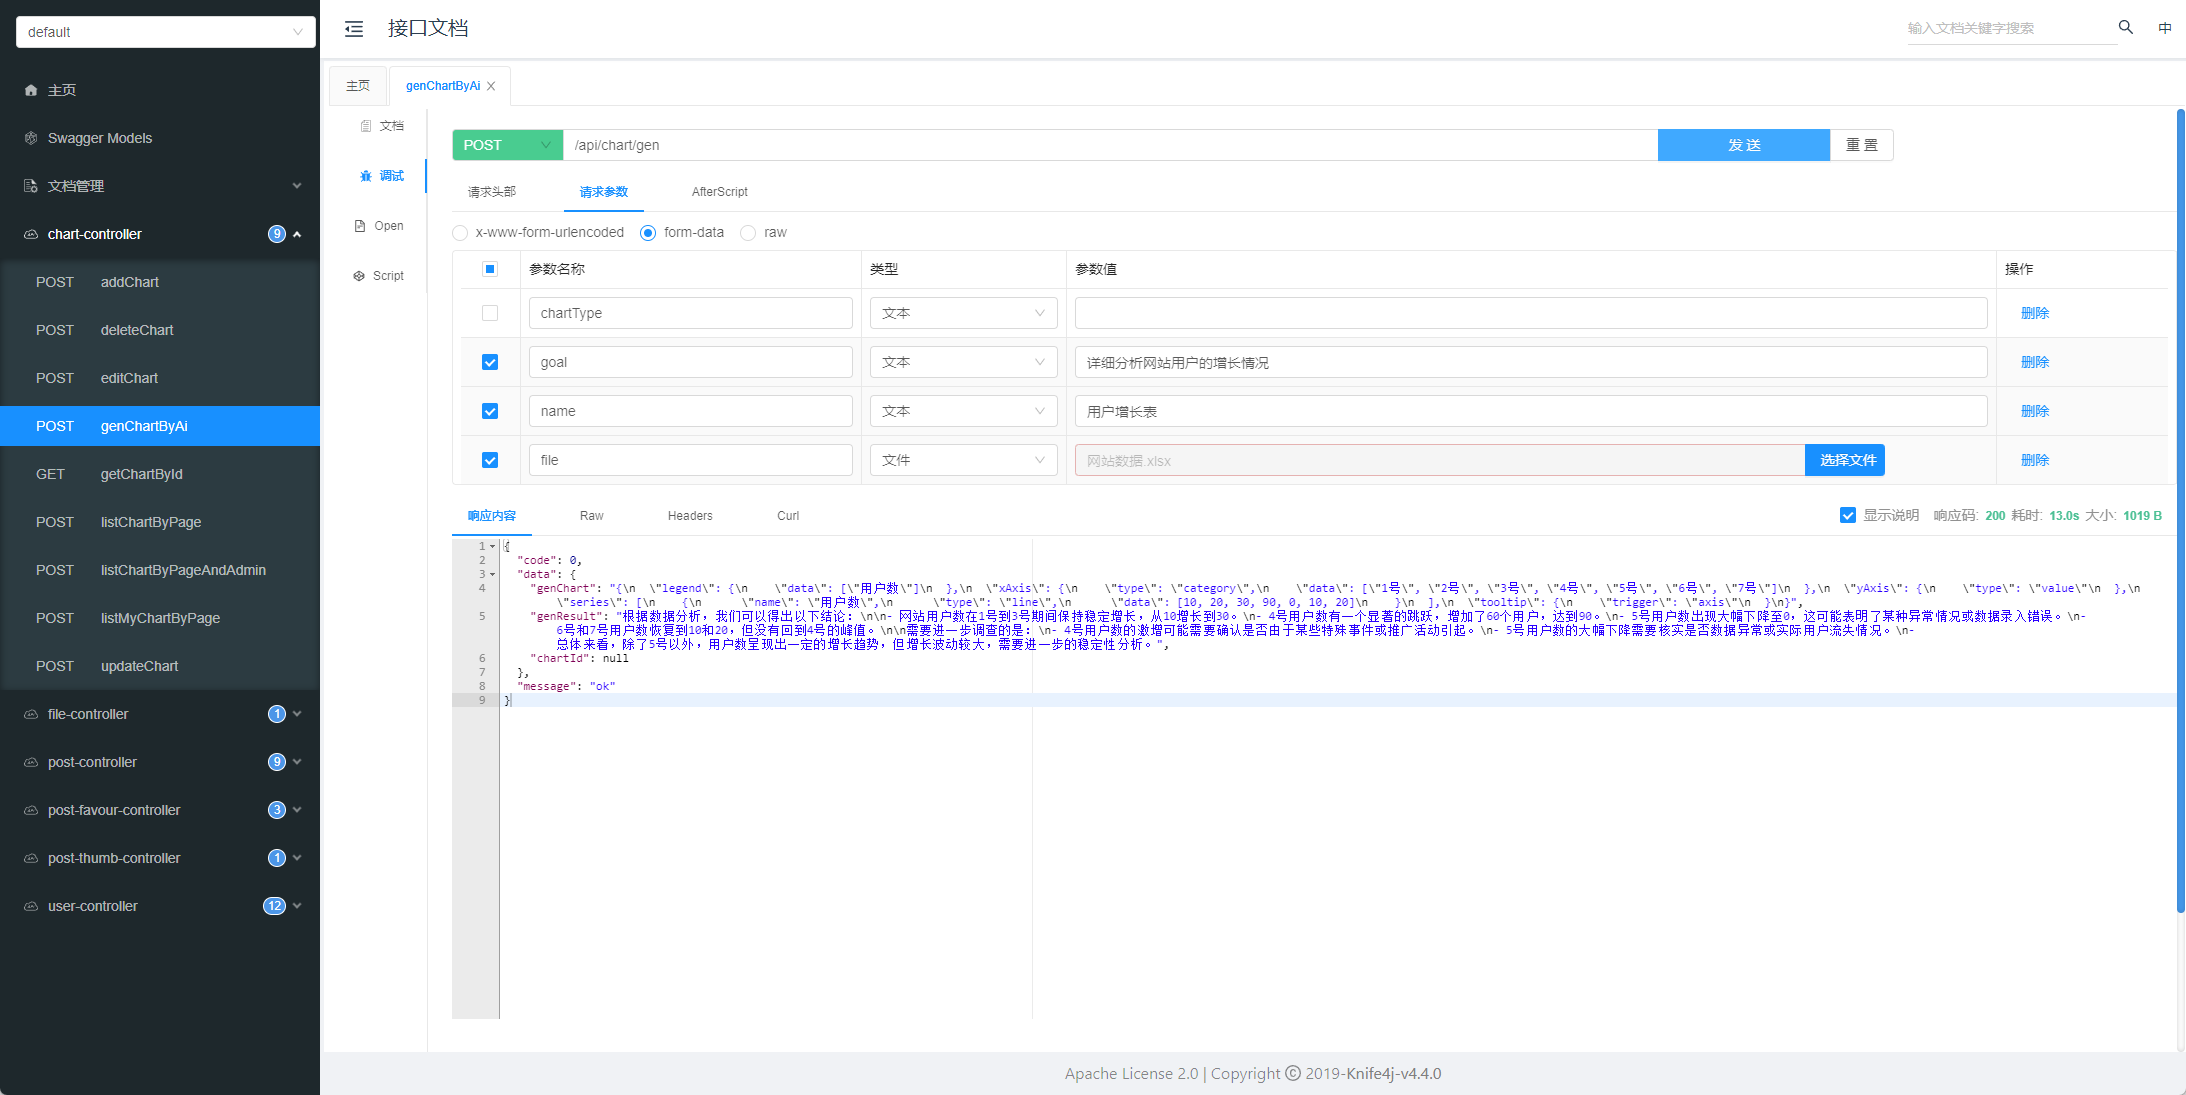 default
主页
Swagger Models
文档管理
chart-controller 9
POST addChart
POST deleteChart
POST editChart
POST genChartByAi
GET getChartById
POST listChartByPage
POST listChartByPageAndAdmin
POST listMyChartByPage
POST updateChart
file-controller 1
post-controller 9
post-favour-controller 3
post-thumb-controller 1
user-controller 12
接口文档
输入文档关键字搜索 中
主页 genChartByAi
文档
调试
Open
Script
POST /api/chart/gen 发 送 重 置
请求头部 请求参数 AfterScript
x-www-form-urlencoded form-data raw
参数名称 类型 参数值 操作
chartType 文本 删除
goal 文本 详细分析网站用户的增长情况 删除
name 文本 用户增长表 删除
file 文件 网站数据.xlsx 选择文件 删除
响应内容 Raw Headers Curl 显示说明 响应码: 200 耗时: 13.0s 大小: 1019 B
1 {
2 "code": 0,
3 "data": {
4 "genChart": "{\n  \"legend\": {\n    \"data\": [\"用户数\"]\n  },\n  \"xAxis\": {\n    \"type\": \"category\",\n    \"data\": [\"1号\", \"2号\", \"3号\", \"4号\", \"5号\", \"6号\", \"7号\"]\n  },\n  \"yAxis\": {\n    \"type\": \"value\"\n  },\n
\"series\": [\n    {\n      \"name\": \"用户数\",\n      \"type\": \"line\",\n      \"data\": [10, 20, 30, 90, 0, 10, 20]\n    }\n  ],\n  \"tooltip\": {\n    \"trigger\": \"axis\"\n  }\n}",
5 "genResult": "根据数据分析，我们可以得出以下结论：\n\n- 网站用户数在1号到3号期间保持稳定增长，从10增长到30。\n- 4号用户数有一个显著的跳跃，增加了60个用户，达到90。\n- 5号用户数出现大幅下降至0，这可能表明了某种异常情况或数据录入错误。\n-
6号和7号用户数恢复到10和20，但没有回到4号的峰值。\n\n需要进一步调查的是：\n- 4号用户数的激增可能需要确认是否由于某些特殊事件或推广活动引起。\n- 5号用户数的大幅下降需要核实是否数据异常或实际用户流失情况。\n-
总体来看，除了5号以外，用户数呈现出一定的增长趋势，但增长波动较大，需要进一步的稳定性分析。",
6 "chartId": null
7 },
8 "message": "ok"
9 }
Apache License 2.0 | Copyright © 2019-Knife4j-v4.4.0